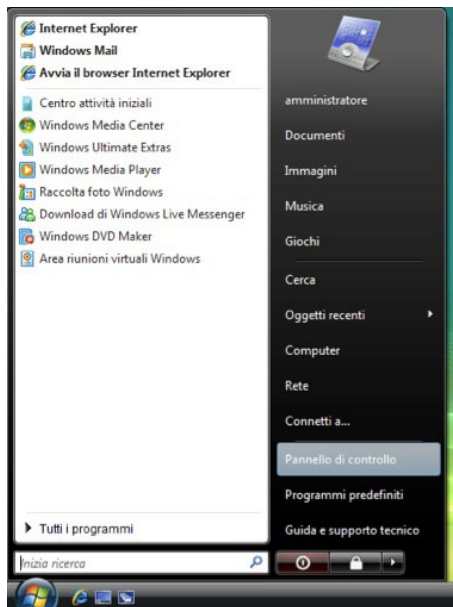 Internet Explorer
Windows Mail
Avvia il browser Internet Explorer
Centro attività iniziali
Windows Media Center
Windows Ultimate Extras
Windows Media Player
Raccolta foto Windows
Download di Windows Live Messenger
Windows DVD Maker
Area riunioni virtuali Windows
Tutti i programmi
Inizia ricerca
amministratore
Documenti
Immagini
Musica
Giochi
Cerca
Oggetti recenti
Computer
Rete
Connetti a...
Pannello di controllo
Programmi predefiniti
Guida e supporto tecnico